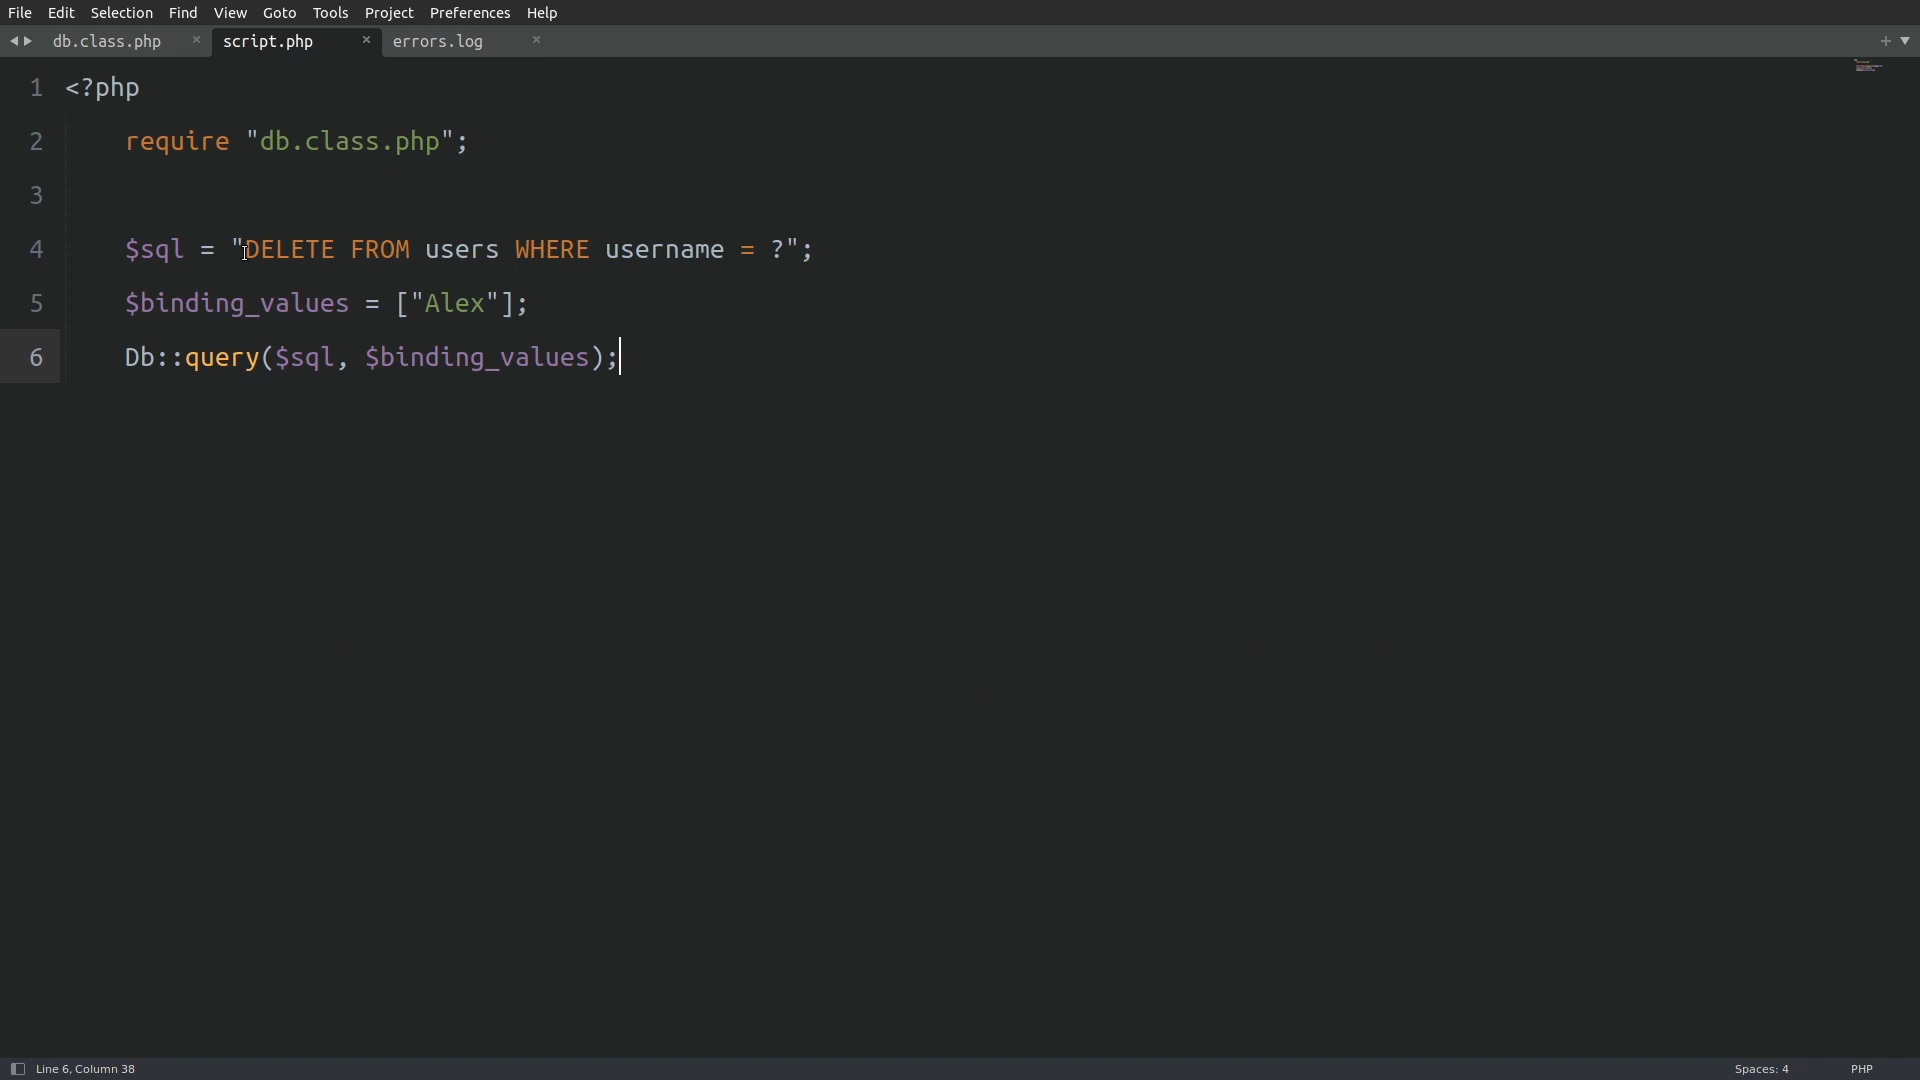 File Edit Selection Find View Goto Tools Project Preferences Help
db.class.php × script.php × errors.log ×
1 <?php
2 require "db.class.php";
3
4 $sql = "DELETE FROM users WHERE username = ?";
5 $binding_values = ["Alex"];
6 Db::query($sql, $binding_values);
Line 6, Column 38 Spaces: 4 PHP